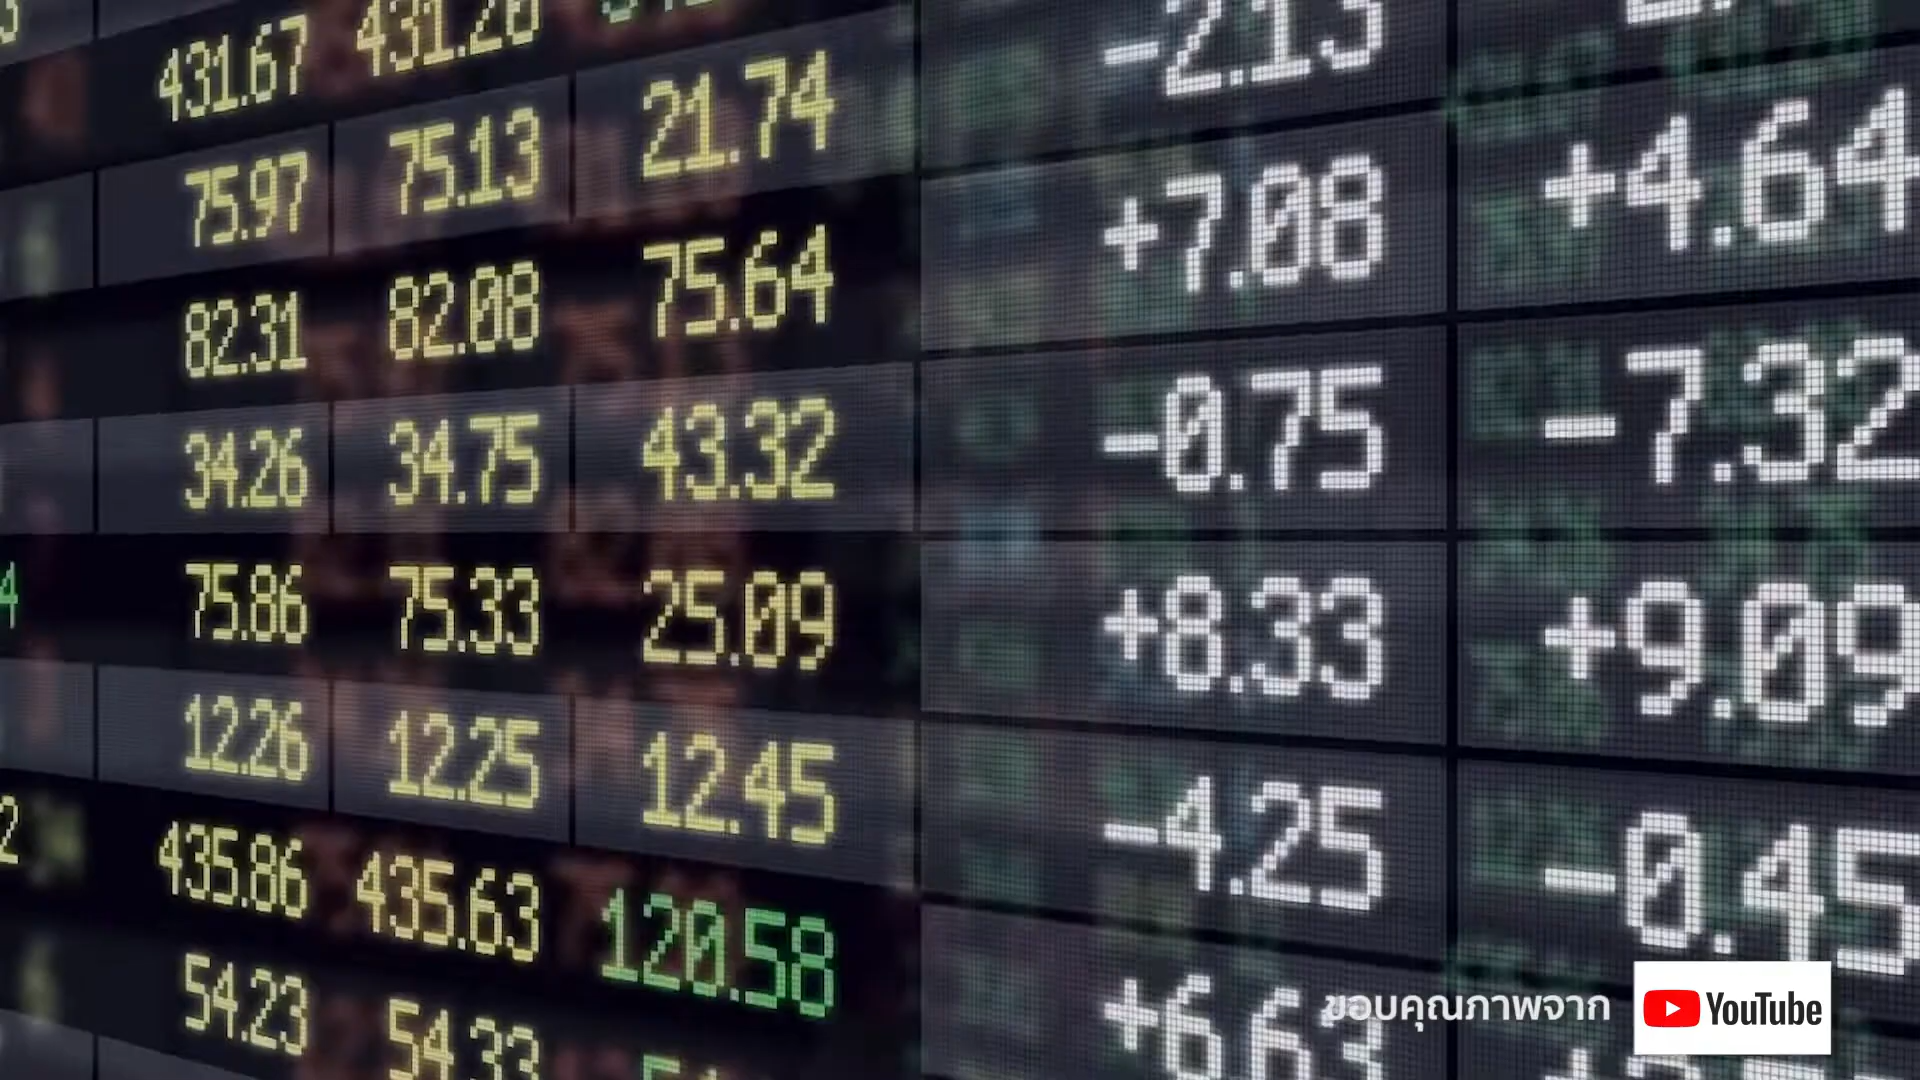 431.67 431.20 -2.13
75.97 75.13 21.74 +7.08 +4.64
82.31 82.08 75.64 -0.75 -7.32
34.26 34.75 43.32 +8.33 +9.09
75.86 75.33 25.09 -4.25 -0.45
12.26 12.25 12.45 +6.63
435.86 435.63 120.58
54.23 54.33
ขอบคุณภาพจาก YouTube